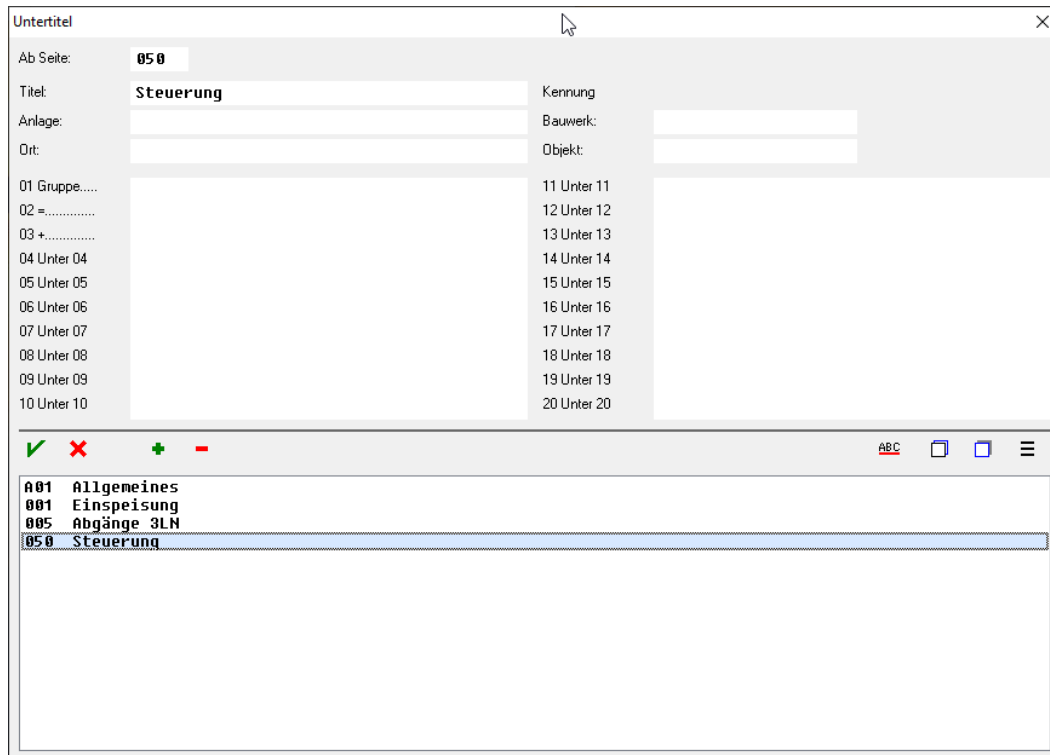 Untertitel
Ab Seite: 050
Titel: Steuerung Kennung
Anlage: Bauwerk:
Ort: Objekt:
01 Gruppe..... 11 Unter 11
02 =.............. 12 Unter 12
03 +.............. 13 Unter 13
04 Unter 04 14 Unter 14
05 Unter 05 15 Unter 15
06 Unter 06 16 Unter 16
07 Unter 07 17 Unter 17
08 Unter 08 18 Unter 18
09 Unter 09 19 Unter 19
10 Unter 10 20 Unter 20
ABC
A01 Allgemeines
001 Einspeisung
005 Abgänge 3LN
050 Steuerung